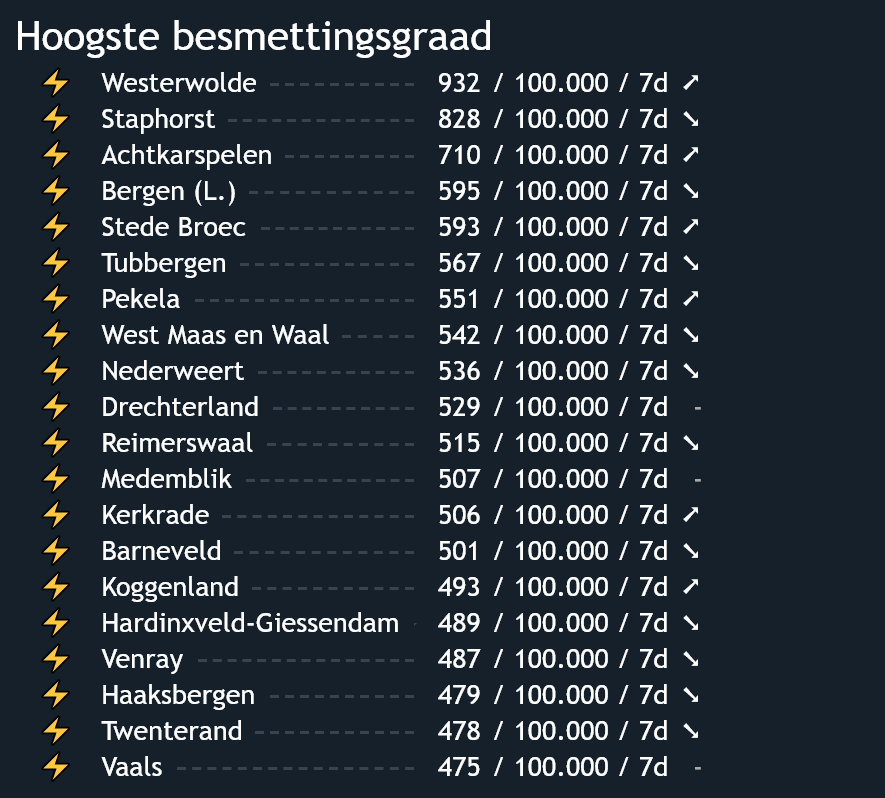 Hoogste besmettingsgraad
⚡ Westerwolde ---------- 932 / 100.000 / 7d ➚
⚡ Staphorst ------------- 828 / 100.000 / 7d ➘
⚡ Achtkarspelen --------- 710 / 100.000 / 7d ➚
⚡ Bergen (L.) ------------ 595 / 100.000 / 7d ➘
⚡ Stede Broec ----------- 593 / 100.000 / 7d ➚
⚡ Tubbergen ------------ 567 / 100.000 / 7d ➘
⚡ Pekela --------------- 551 / 100.000 / 7d ➚
⚡ West Maas en Waal ----- 542 / 100.000 / 7d ➘
⚡ Nederweert ----------- 536 / 100.000 / 7d ➘
⚡ Drechterland ---------- 529 / 100.000 / 7d -
⚡ Reimerswaal ---------- 515 / 100.000 / 7d ➘
⚡ Medemblik ------------ 507 / 100.000 / 7d -
⚡ Kerkrade ------------- 506 / 100.000 / 7d ➚
⚡ Barneveld ------------ 501 / 100.000 / 7d ➘
⚡ Koggenland ----------- 493 / 100.000 / 7d ➚
⚡ Hardinxveld-Giessendam - 489 / 100.000 / 7d ➘
⚡ Venray --------------- 487 / 100.000 / 7d ➘
⚡ Haaksbergen ---------- 479 / 100.000 / 7d ➘
⚡ Twenterand ----------- 478 / 100.000 / 7d ➘
⚡ Vaals ---------------- 475 / 100.000 / 7d -